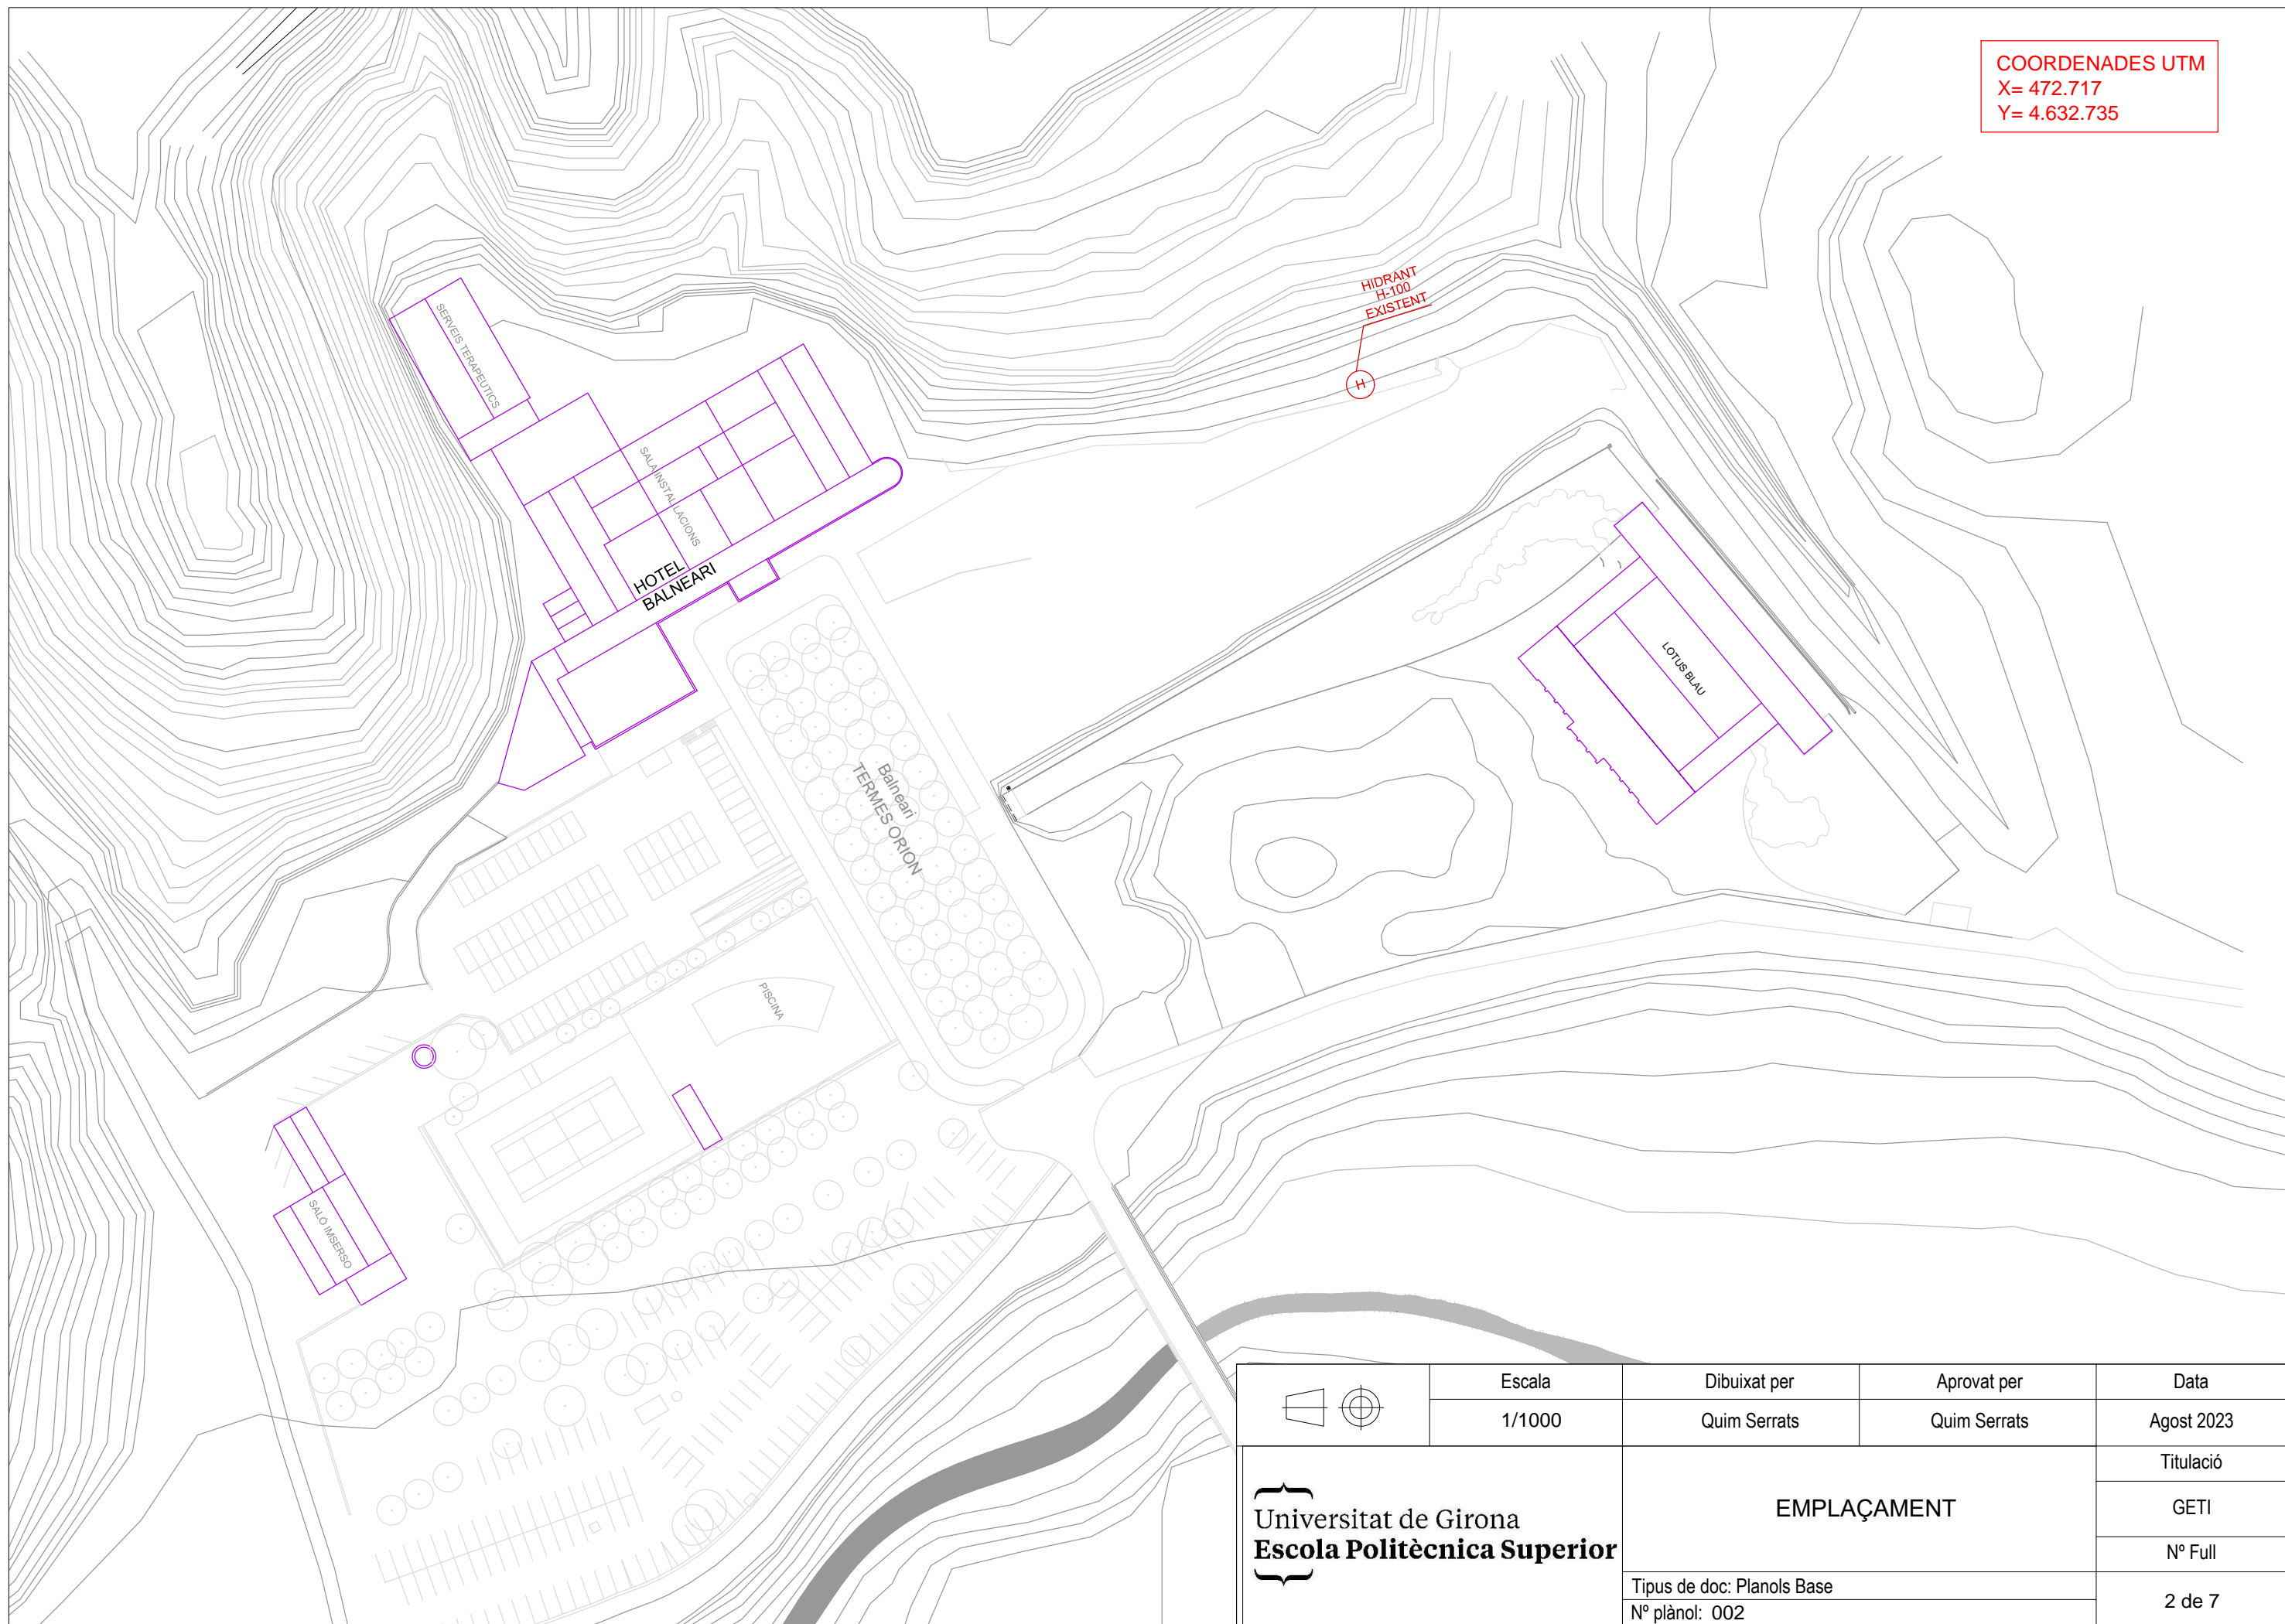 COORDENADES UTM
X= 472.717
Y= 4.632.735
HIDRANT
H-100
EXISTENT
H
SERVEIS TERAPEUTICS
SALA INSTAL.LACIONS
HOTEL
BALNEARI
LOTUS BLAU
Balneari
TERMES ORION
PISCINA
SALÓ IMSERSO
Escala
Dibuixat per
Aprovat per
Data
1/1000
Quim Serrats
Quim Serrats
Agost 2023
Titulació
Universitat de Girona
Escola Politècnica Superior
EMPLAÇAMENT
GETI
Nº Full
Tipus de doc: Planols Base
Nº plànol: 002
2 de 7